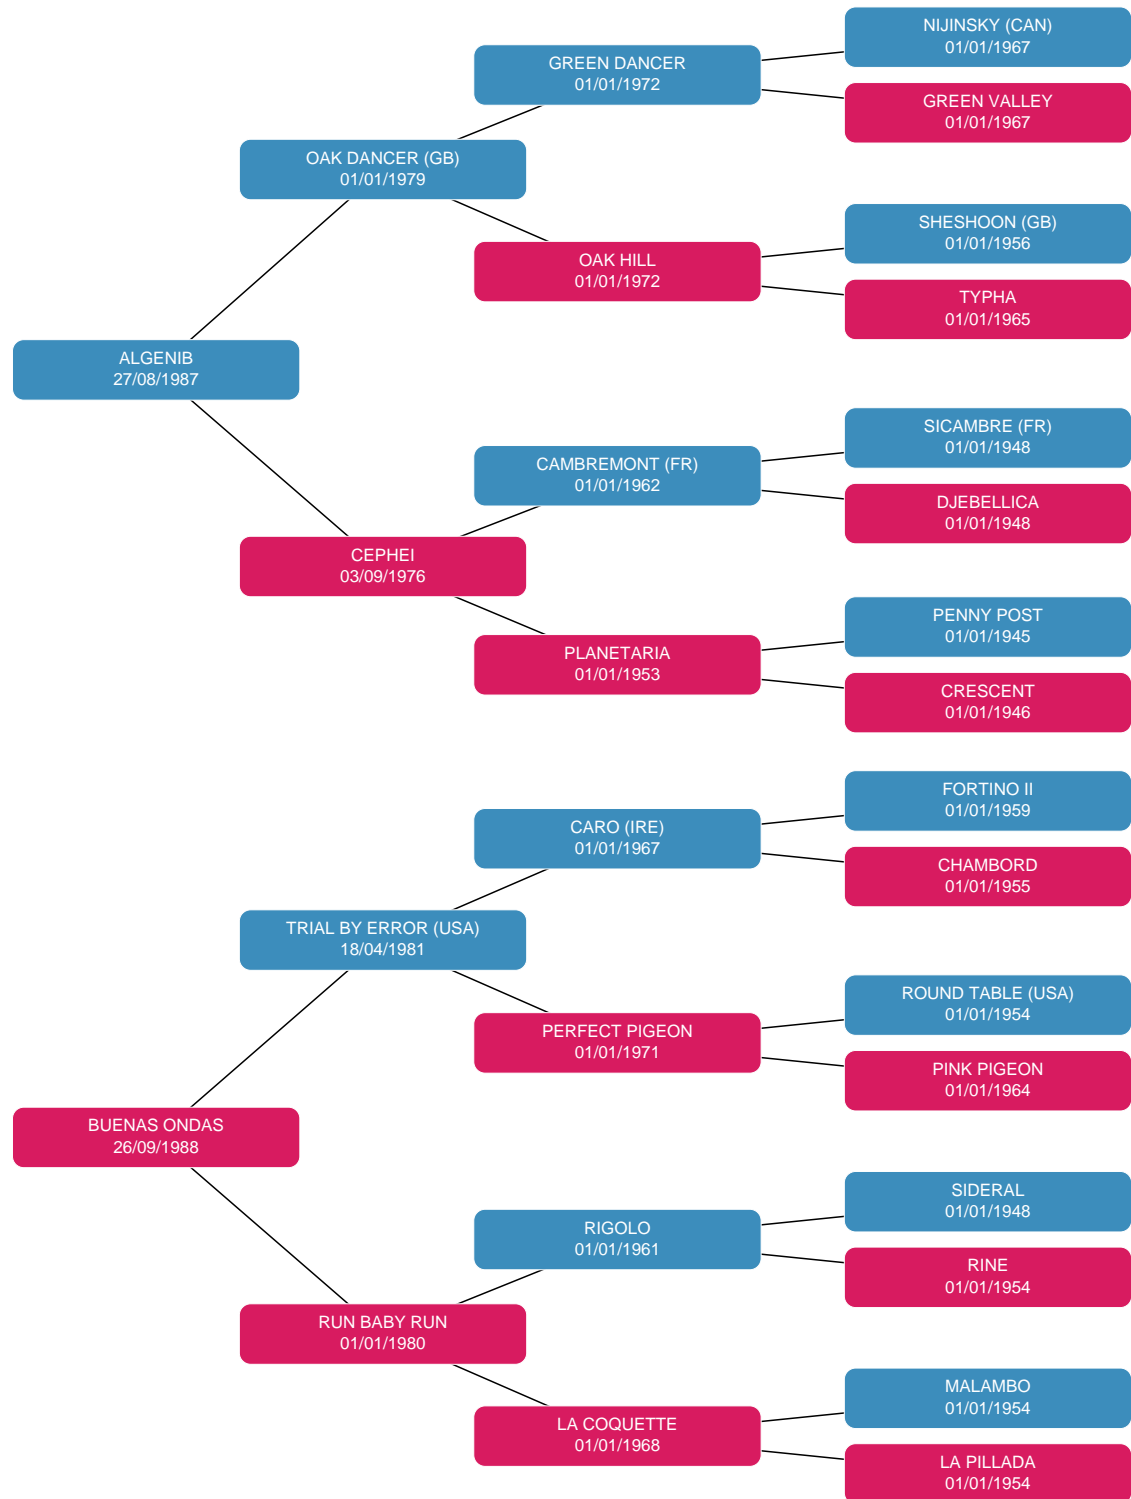 NIJINSKY (CAN)
01/01/1967
GREEN DANCER
01/01/1972
GREEN VALLEY
01/01/1967
OAK DANCER (GB)
01/01/1979
SHESHOON (GB)
01/01/1956
OAK HILL
01/01/1972
TYPHA
01/01/1965
ALGENIB
27/08/1987
SICAMBRE (FR)
01/01/1948
CAMBREMONT (FR)
01/01/1962
DJEBELLICA
01/01/1948
CEPHEI
03/09/1976
PENNY POST
01/01/1945
PLANETARIA
01/01/1953
CRESCENT
01/01/1946
FORTINO II
01/01/1959
CARO (IRE)
01/01/1967
CHAMBORD
01/01/1955
TRIAL BY ERROR (USA)
18/04/1981
ROUND TABLE (USA)
01/01/1954
PERFECT PIGEON
01/01/1971
PINK PIGEON
01/01/1964
BUENAS ONDAS
26/09/1988
SIDERAL
01/01/1948
RIGOLO
01/01/1961
RINE
01/01/1954
RUN BABY RUN
01/01/1980
MALAMBO
01/01/1954
LA COQUETTE
01/01/1968
LA PILLADA
01/01/1954